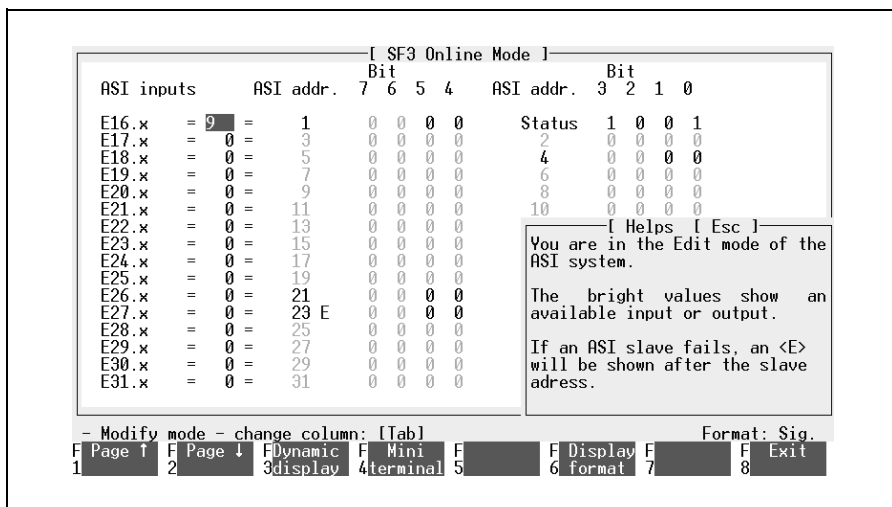 [ SF3 Online Mode ]
Bit Bit
ASI inputs ASI addr. 7 6 5 4 ASI addr. 3 2 1 0
E16.x = 9 = 1 0 0 0 0 Status 1 0 0 1
E17.x = 0 = 3 0 0 0 0 2 0 0 0 0
E18.x = 0 = 5 0 0 0 0 4 0 0 0 0
E19.x = 0 = 7 0 0 0 0 6 0 0 0 0
E20.x = 0 = 9 0 0 0 0 8 0 0 0 0
E21.x = 0 = 11 0 0 0 0 10 0 0 0 0
E22.x = 0 = 13 0 0 0 0
E23.x = 0 = 15 0 0 0 0
E24.x = 0 = 17 0 0 0 0
E25.x = 0 = 19 0 0 0 0
E26.x = 0 = 21 0 0 0 0
E27.x = 0 = 23 E 0 0 0 0
E28.x = 0 = 25 0 0 0 0
E29.x = 0 = 27 0 0 0 0
E30.x = 0 = 29 0 0 0 0
E31.x = 0 = 31 0 0 0 0
[ Helps [ Esc ]
You are in the Edit mode of the
ASI system.
The bright values show an
available input or output.
If an ASI slave fails, an <E>
will be shown after the slave
adress.
- Modify mode - change column: [Tab] Format: Sig.
F Page ↑ F Page ↓ F Dynamic F Mini F F Display F F Exit
1 2 3 display 4 terminal 5 6 format 7 8